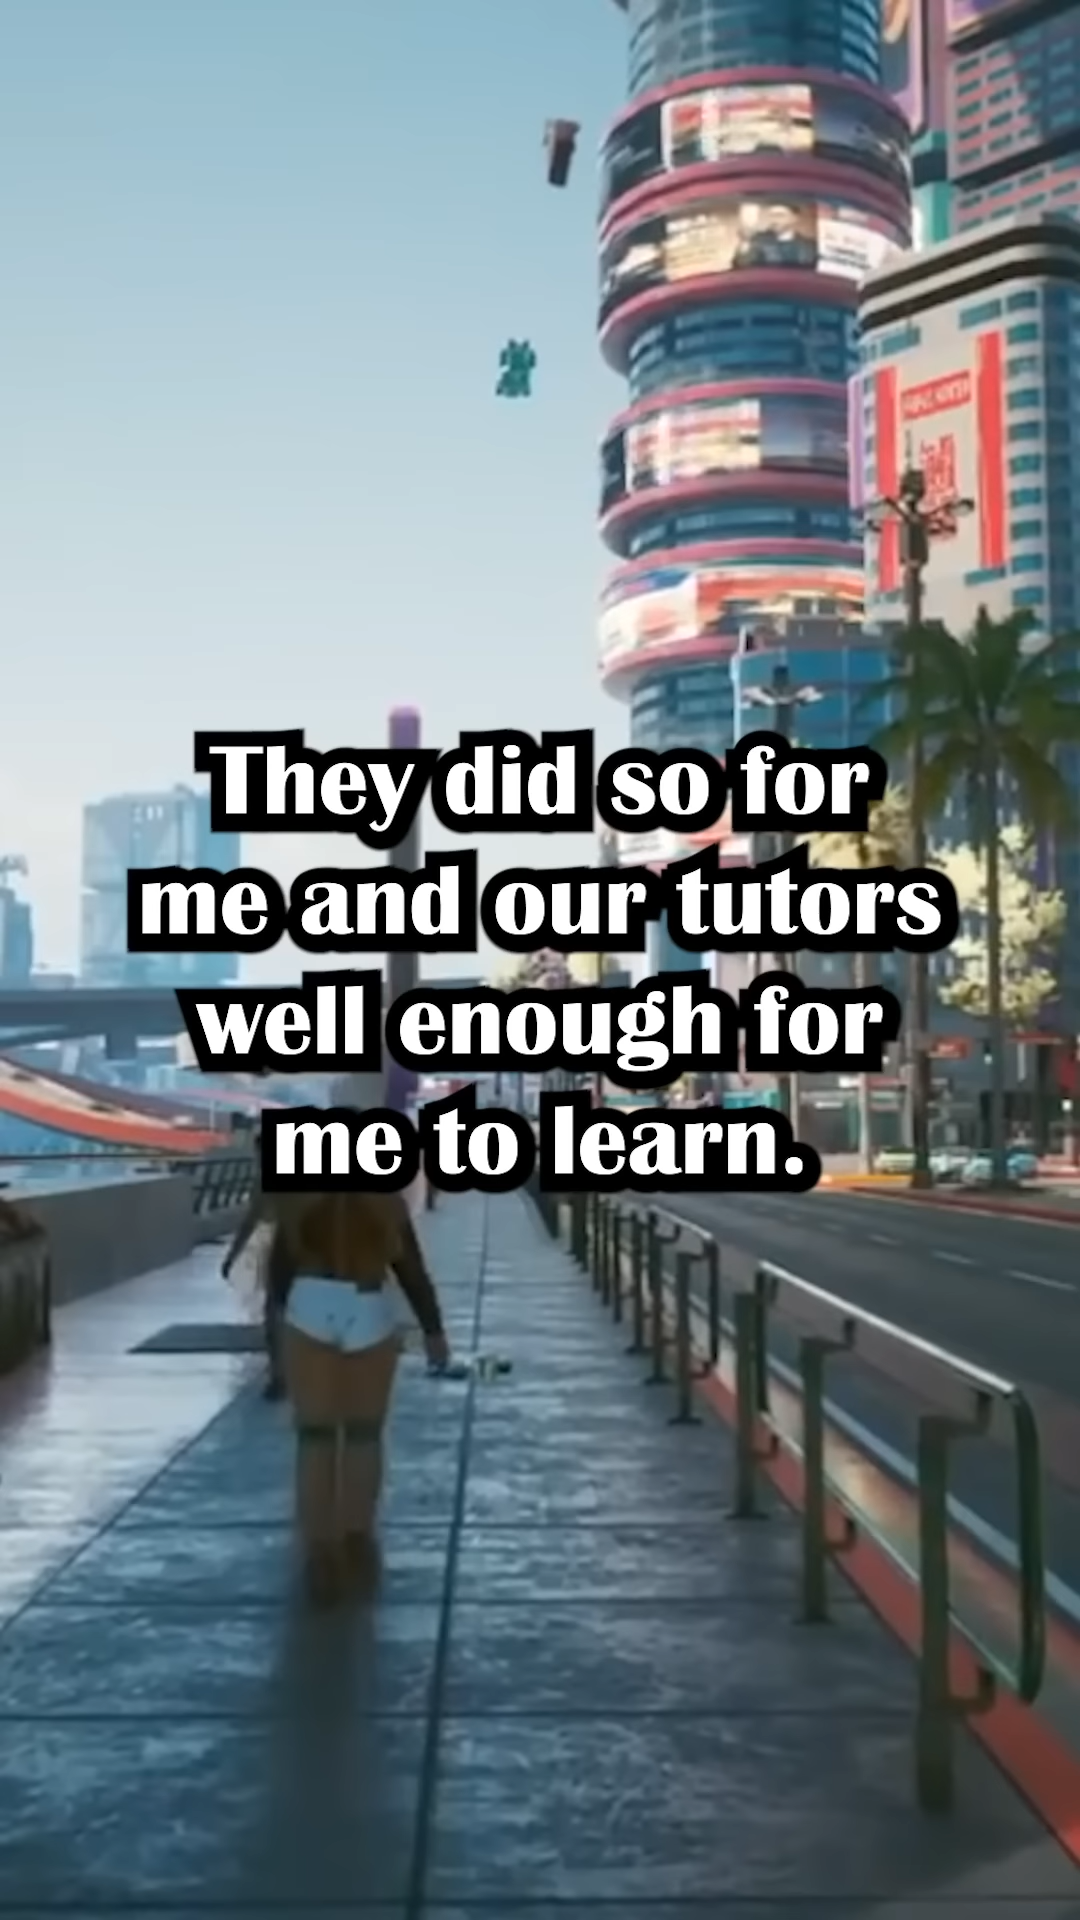 They did so for
me and our tutors
well enough for
me to learn.